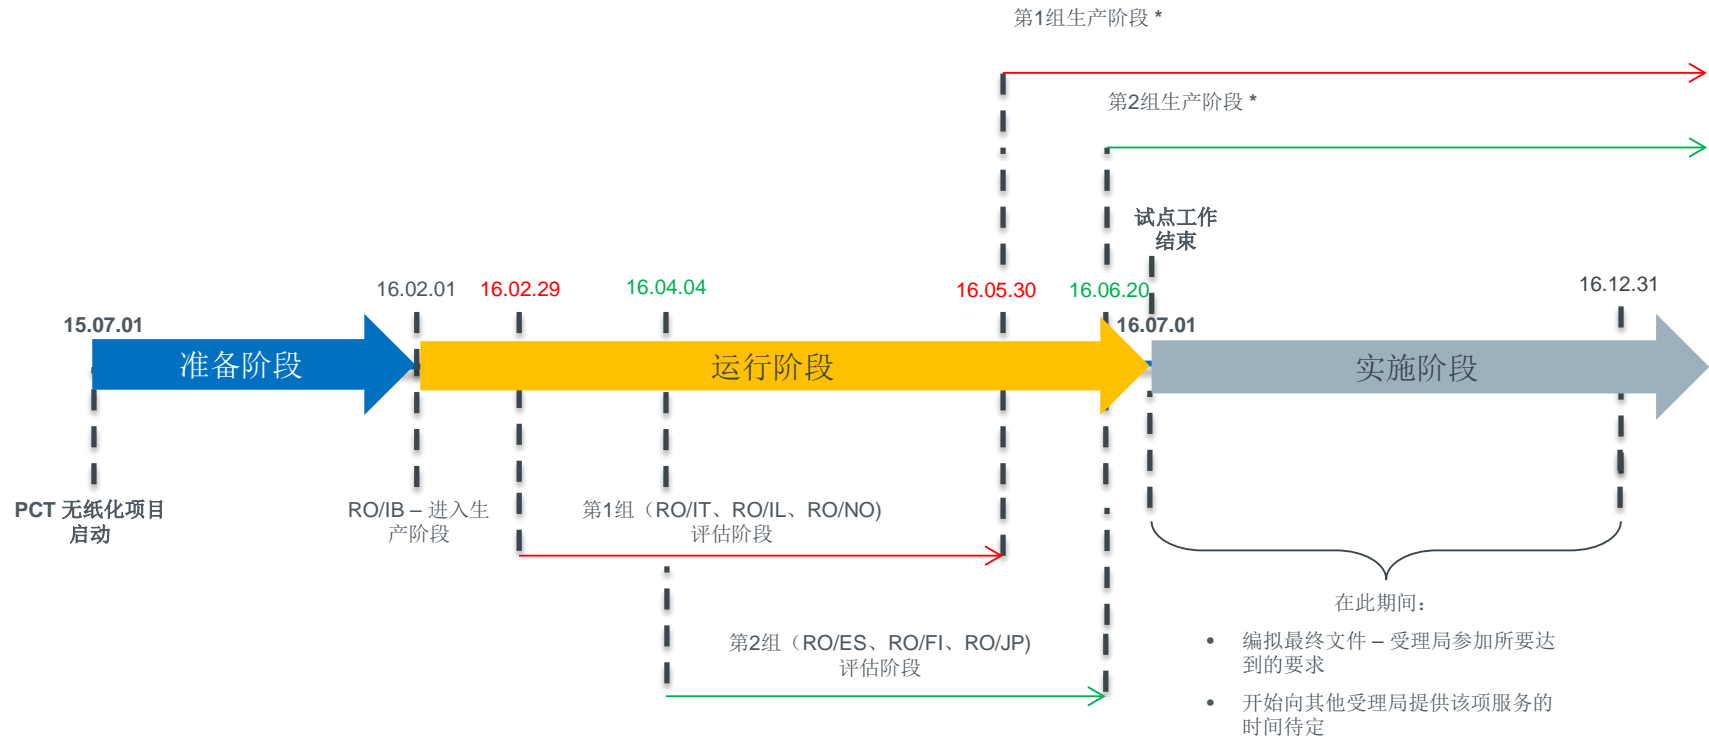 第1组生产阶段 *
第2组生产阶段 *
试点工作
结束
16.02.01
16.02.29
16.04.04
16.05.30
16.06.20
16.12.31
15.07.01
16.07.01
准备阶段
运行阶段
实施阶段
PCT 无纸化项目
启动
RO/IB – 进入生
产阶段
第1组（RO/IT、RO/IL、RO/NO)
评估阶段
第2组（RO/ES、RO/FI、RO/JP)
评估阶段
在此期间：
• 编拟最终文件 – 受理局参加所要达
到的要求
• 开始向其他受理局提供该项服务的
时间待定